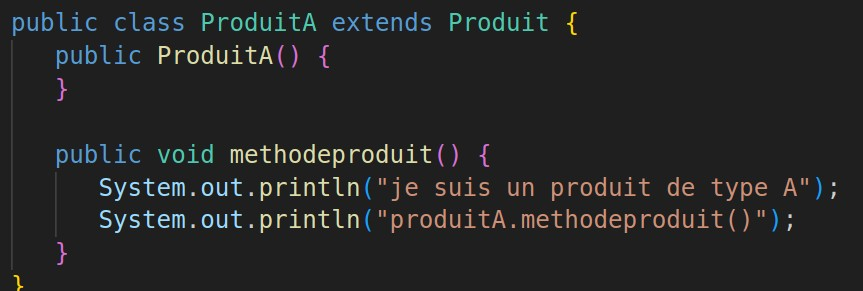 public class ProduitA extends Produit {
   public ProduitA() {
   }

   public void methodeproduit() {
      System.out.println("je suis un produit de type A");
      System.out.println("produitA.methodeproduit()");
   }
}